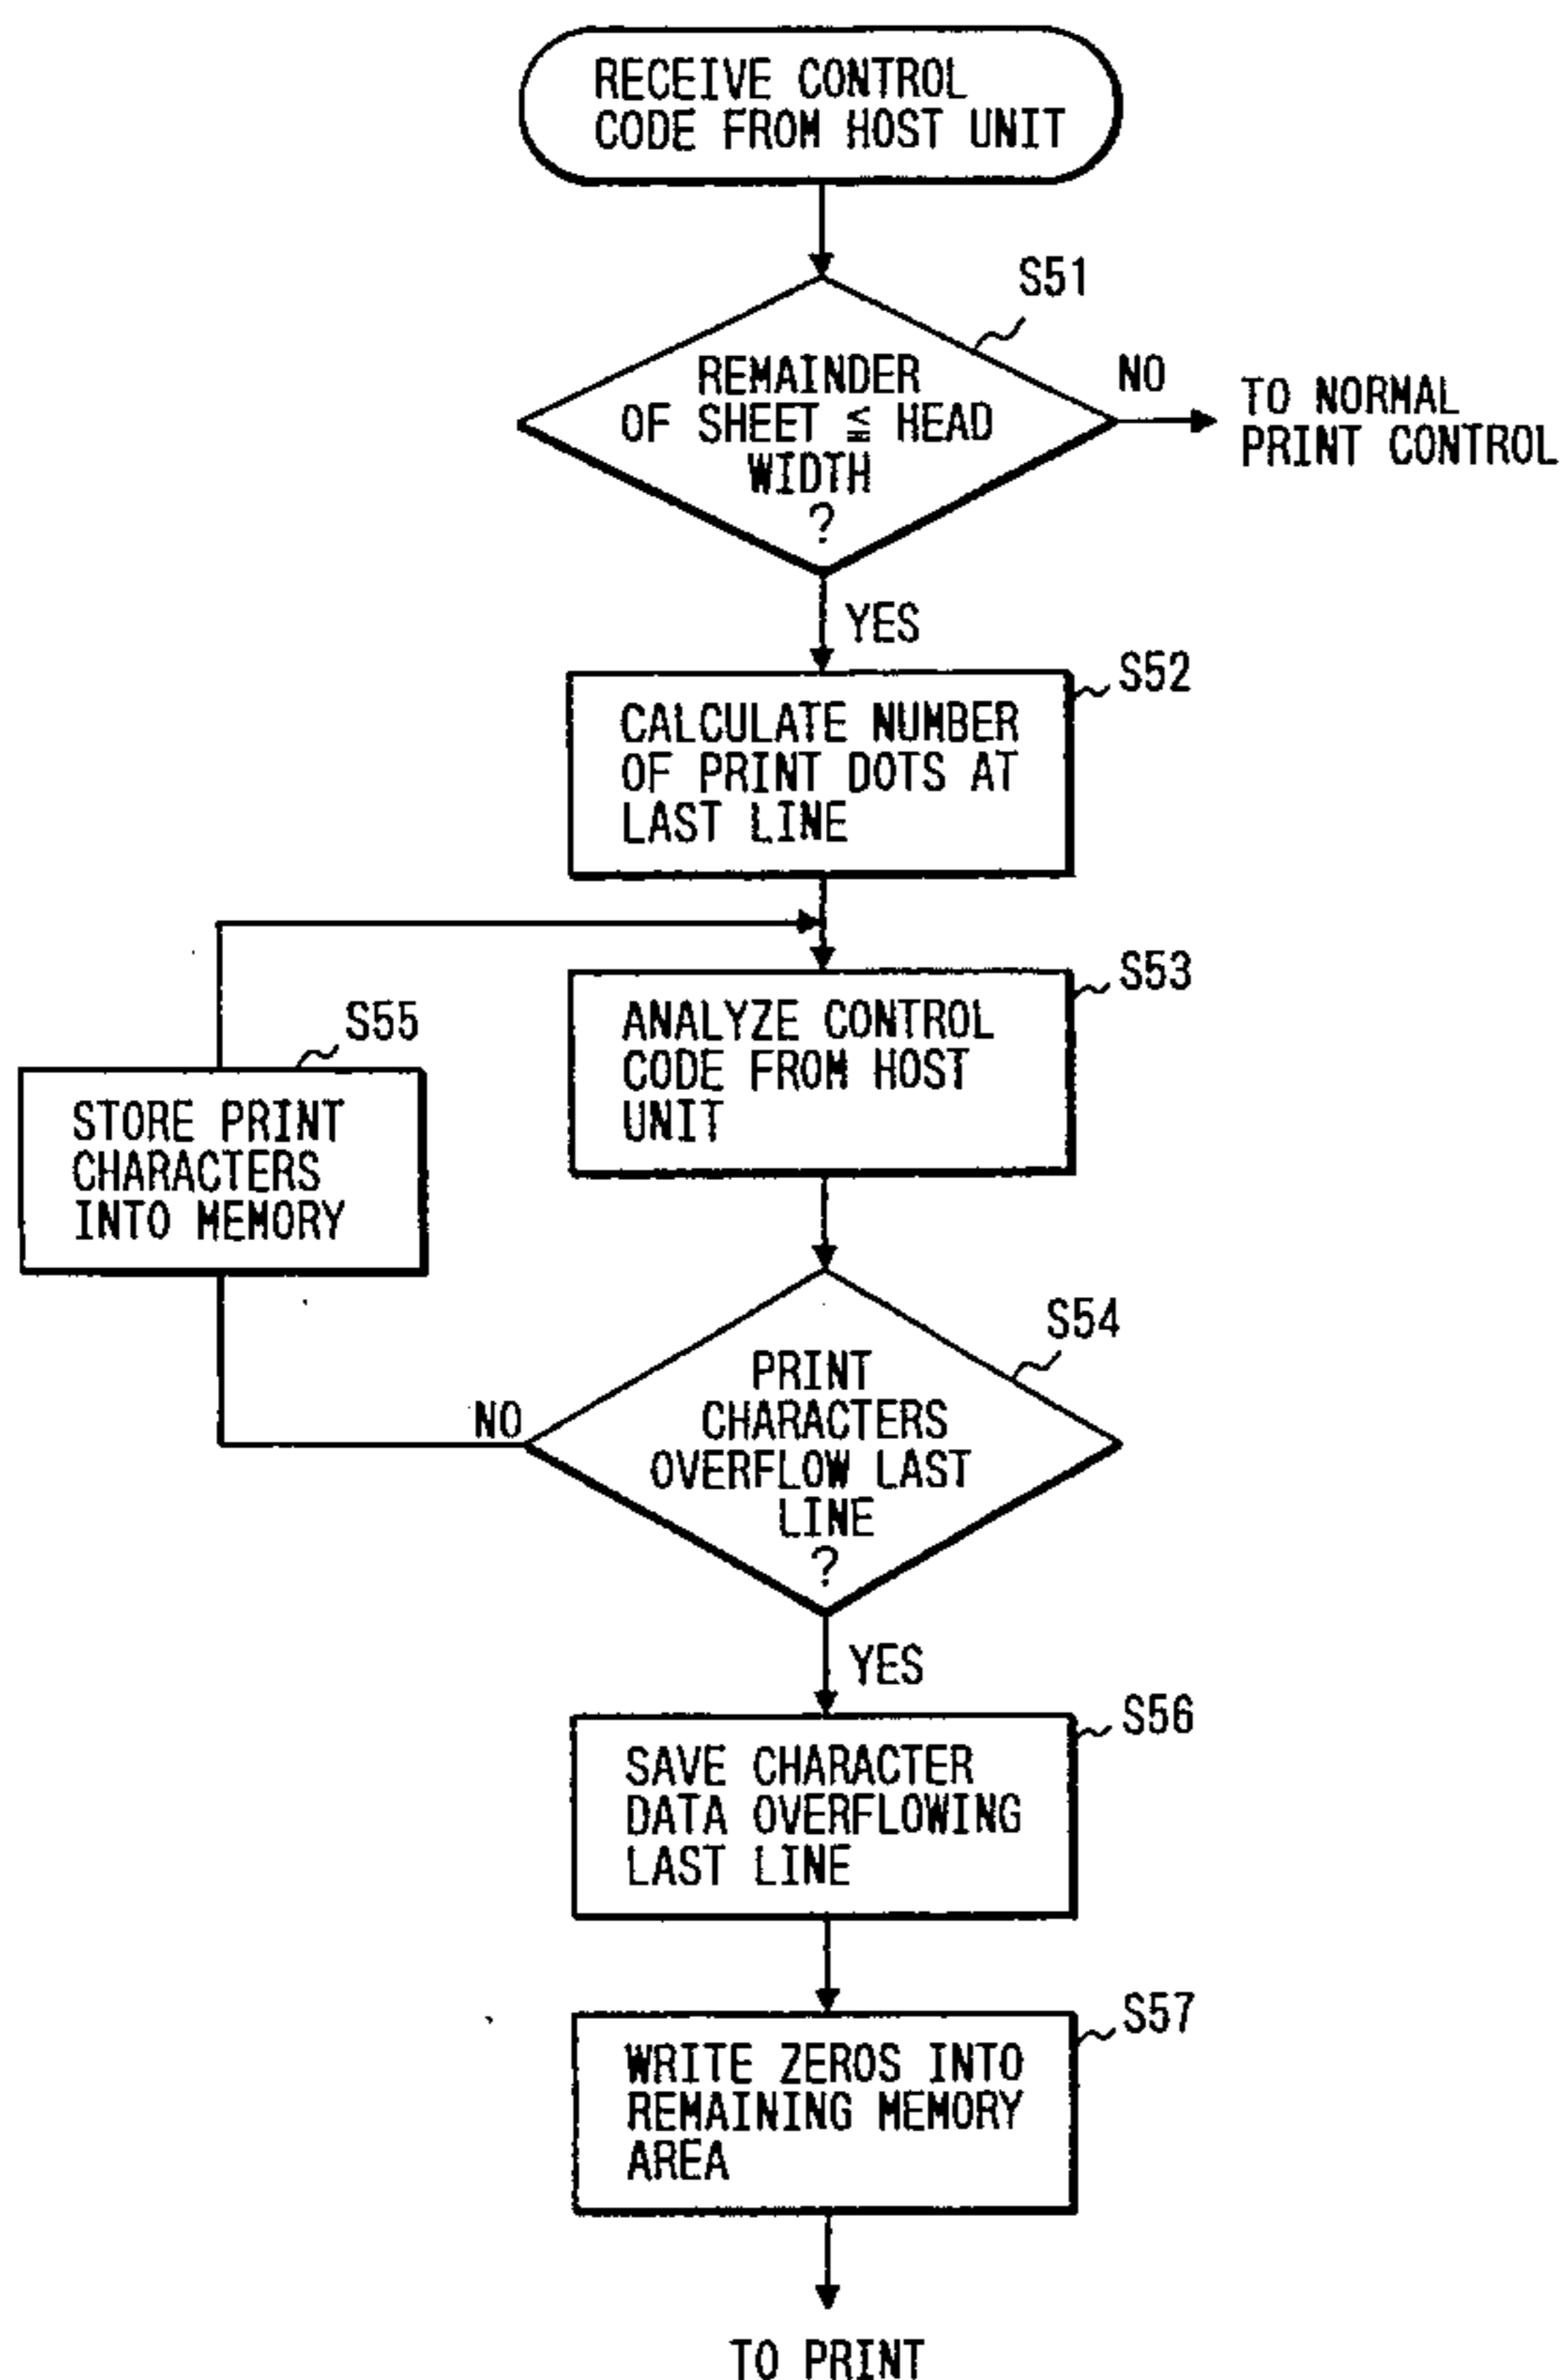 RECEIVE CONTROL
CODE FROM HOST UNIT
S51
REMAINDER
OF SHEET ≦ HEAD
WIDTH
?
NO
TO NORMAL
PRINT CONTROL
YES
S52
CALCULATE NUMBER
OF PRINT DOTS AT
LAST LINE
S53
ANALYZE CONTROL
CODE FROM HOST
UNIT
S55
STORE PRINT
CHARACTERS
INTO MEMORY
S54
PRINT
CHARACTERS
OVERFLOW LAST
LINE
?
NO
YES
S56
SAVE CHARACTER
DATA OVERFLOWING
LAST LINE
S57
WRITE ZEROS INTO
REMAINING MEMORY
AREA
TO PRINT